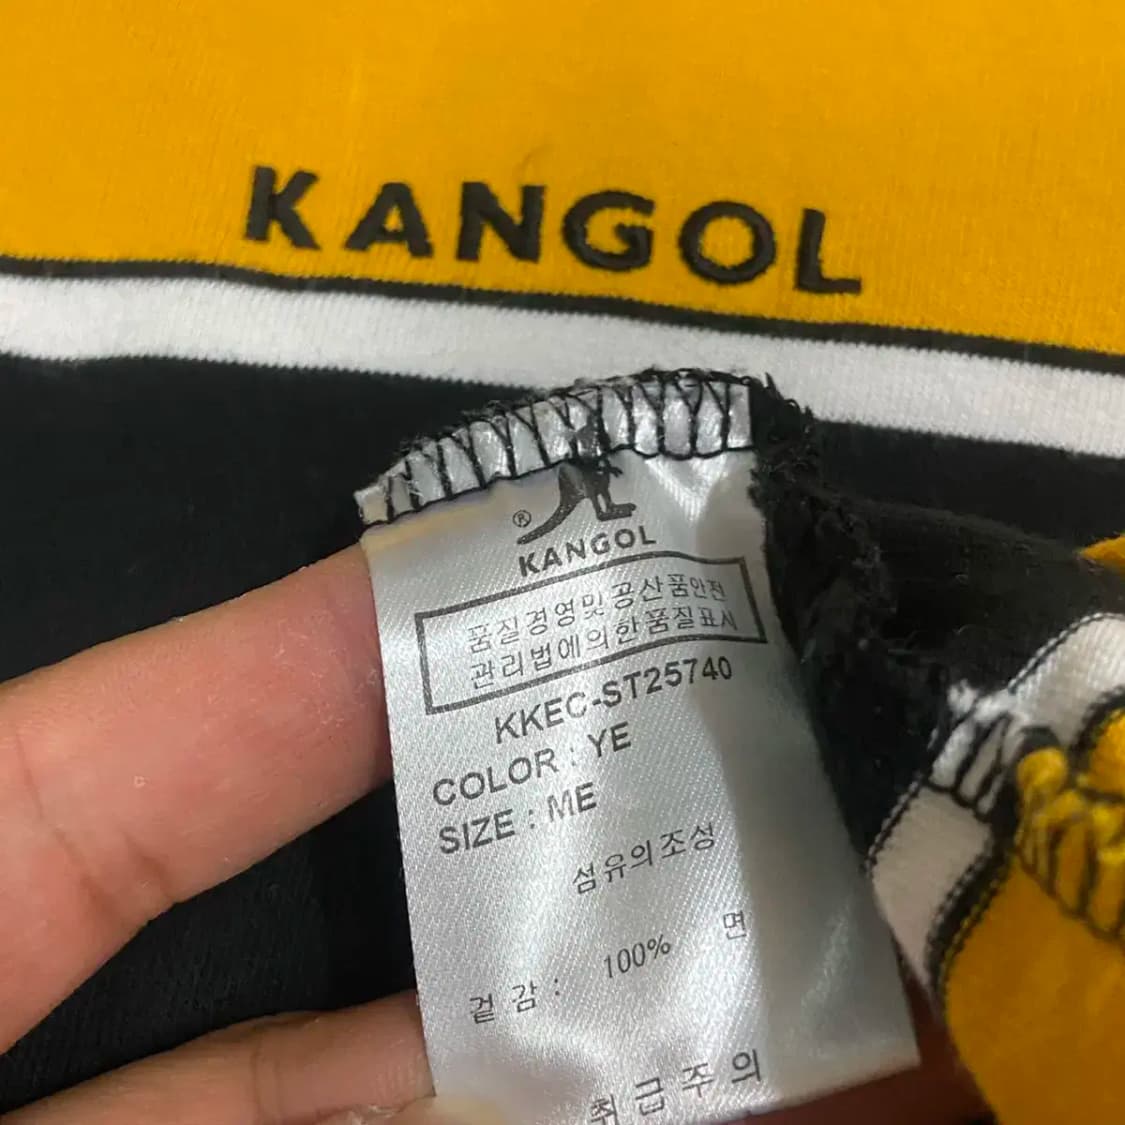 KANGOL
®
KANGOL
품질경영및공산품안전
관리법에의한품질표시
KKEC-ST25740
COLOR : YE
SIZE : ME
섬유의조성
겉감: 100% 면
취급주의